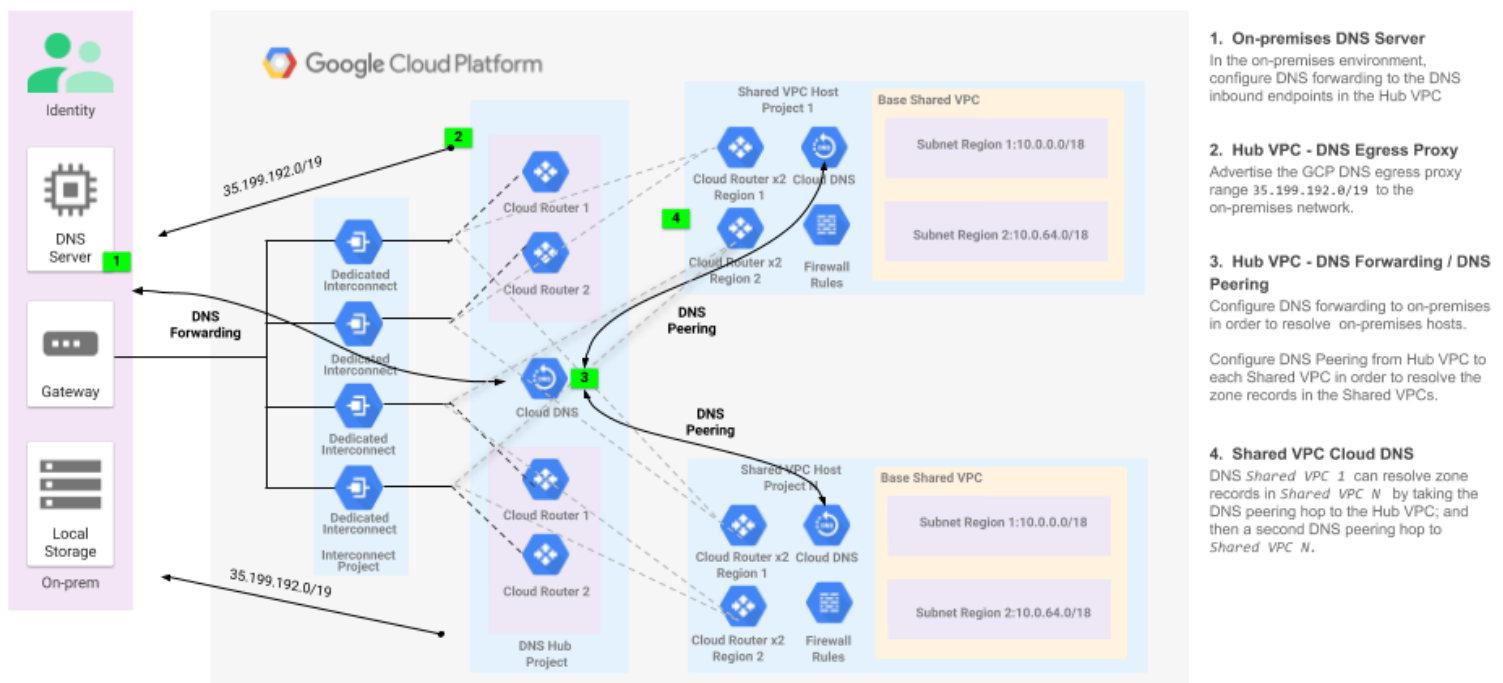 Google Cloud Platform
Identity
DNS
Server
1
Gateway
Local
Storage
On-prem
35.199.192.0/19
2
DNS
Forwarding
35.199.192.0/19
Dedicated
Interconnect
Dedicated
Interconnect
Dedicated
Interconnect
Dedicated
Interconnect
Interconnect
Project
Cloud Router 1
Cloud Router 2
DNS
Cloud DNS
3
Cloud Router 1
Cloud Router 2
DNS Hub
Project
DNS
Peering
DNS
Peering
4
Shared VPC Host
Project 1
Cloud Router x2
Region 1
DNS
Cloud DNS
Cloud Router x2
Region 2
Firewall
Rules
Base Shared VPC
Subnet Region 1:10.0.0.0/18
Subnet Region 2:10.0.64.0/18
Shared VPC Host
Project N
Cloud Router x2
Region 1
DNS
Cloud DNS
Cloud Router x2
Region 2
Firewall
Rules
Base Shared VPC
Subnet Region 1:10.0.0.0/18
Subnet Region 2:10.0.64.0/18
1. On-premises DNS Server
In the on-premises environment,
configure DNS forwarding to the DNS
inbound endpoints in the Hub VPC
2. Hub VPC - DNS Egress Proxy
Advertise the GCP DNS egress proxy
range 35.199.192.0/19 to the
on-premises network.
3. Hub VPC - DNS Forwarding / DNS
Peering
Configure DNS forwarding to on-premises
in order to resolve on-premises hosts.
Configure DNS Peering from Hub VPC to
each Shared VPC in order to resolve the
zone records in the Shared VPCs.
4. Shared VPC Cloud DNS
DNS Shared VPC 1 can resolve zone
records in Shared VPC N by taking the
DNS peering hop to the Hub VPC; and
then a second DNS peering hop to
Shared VPC N.